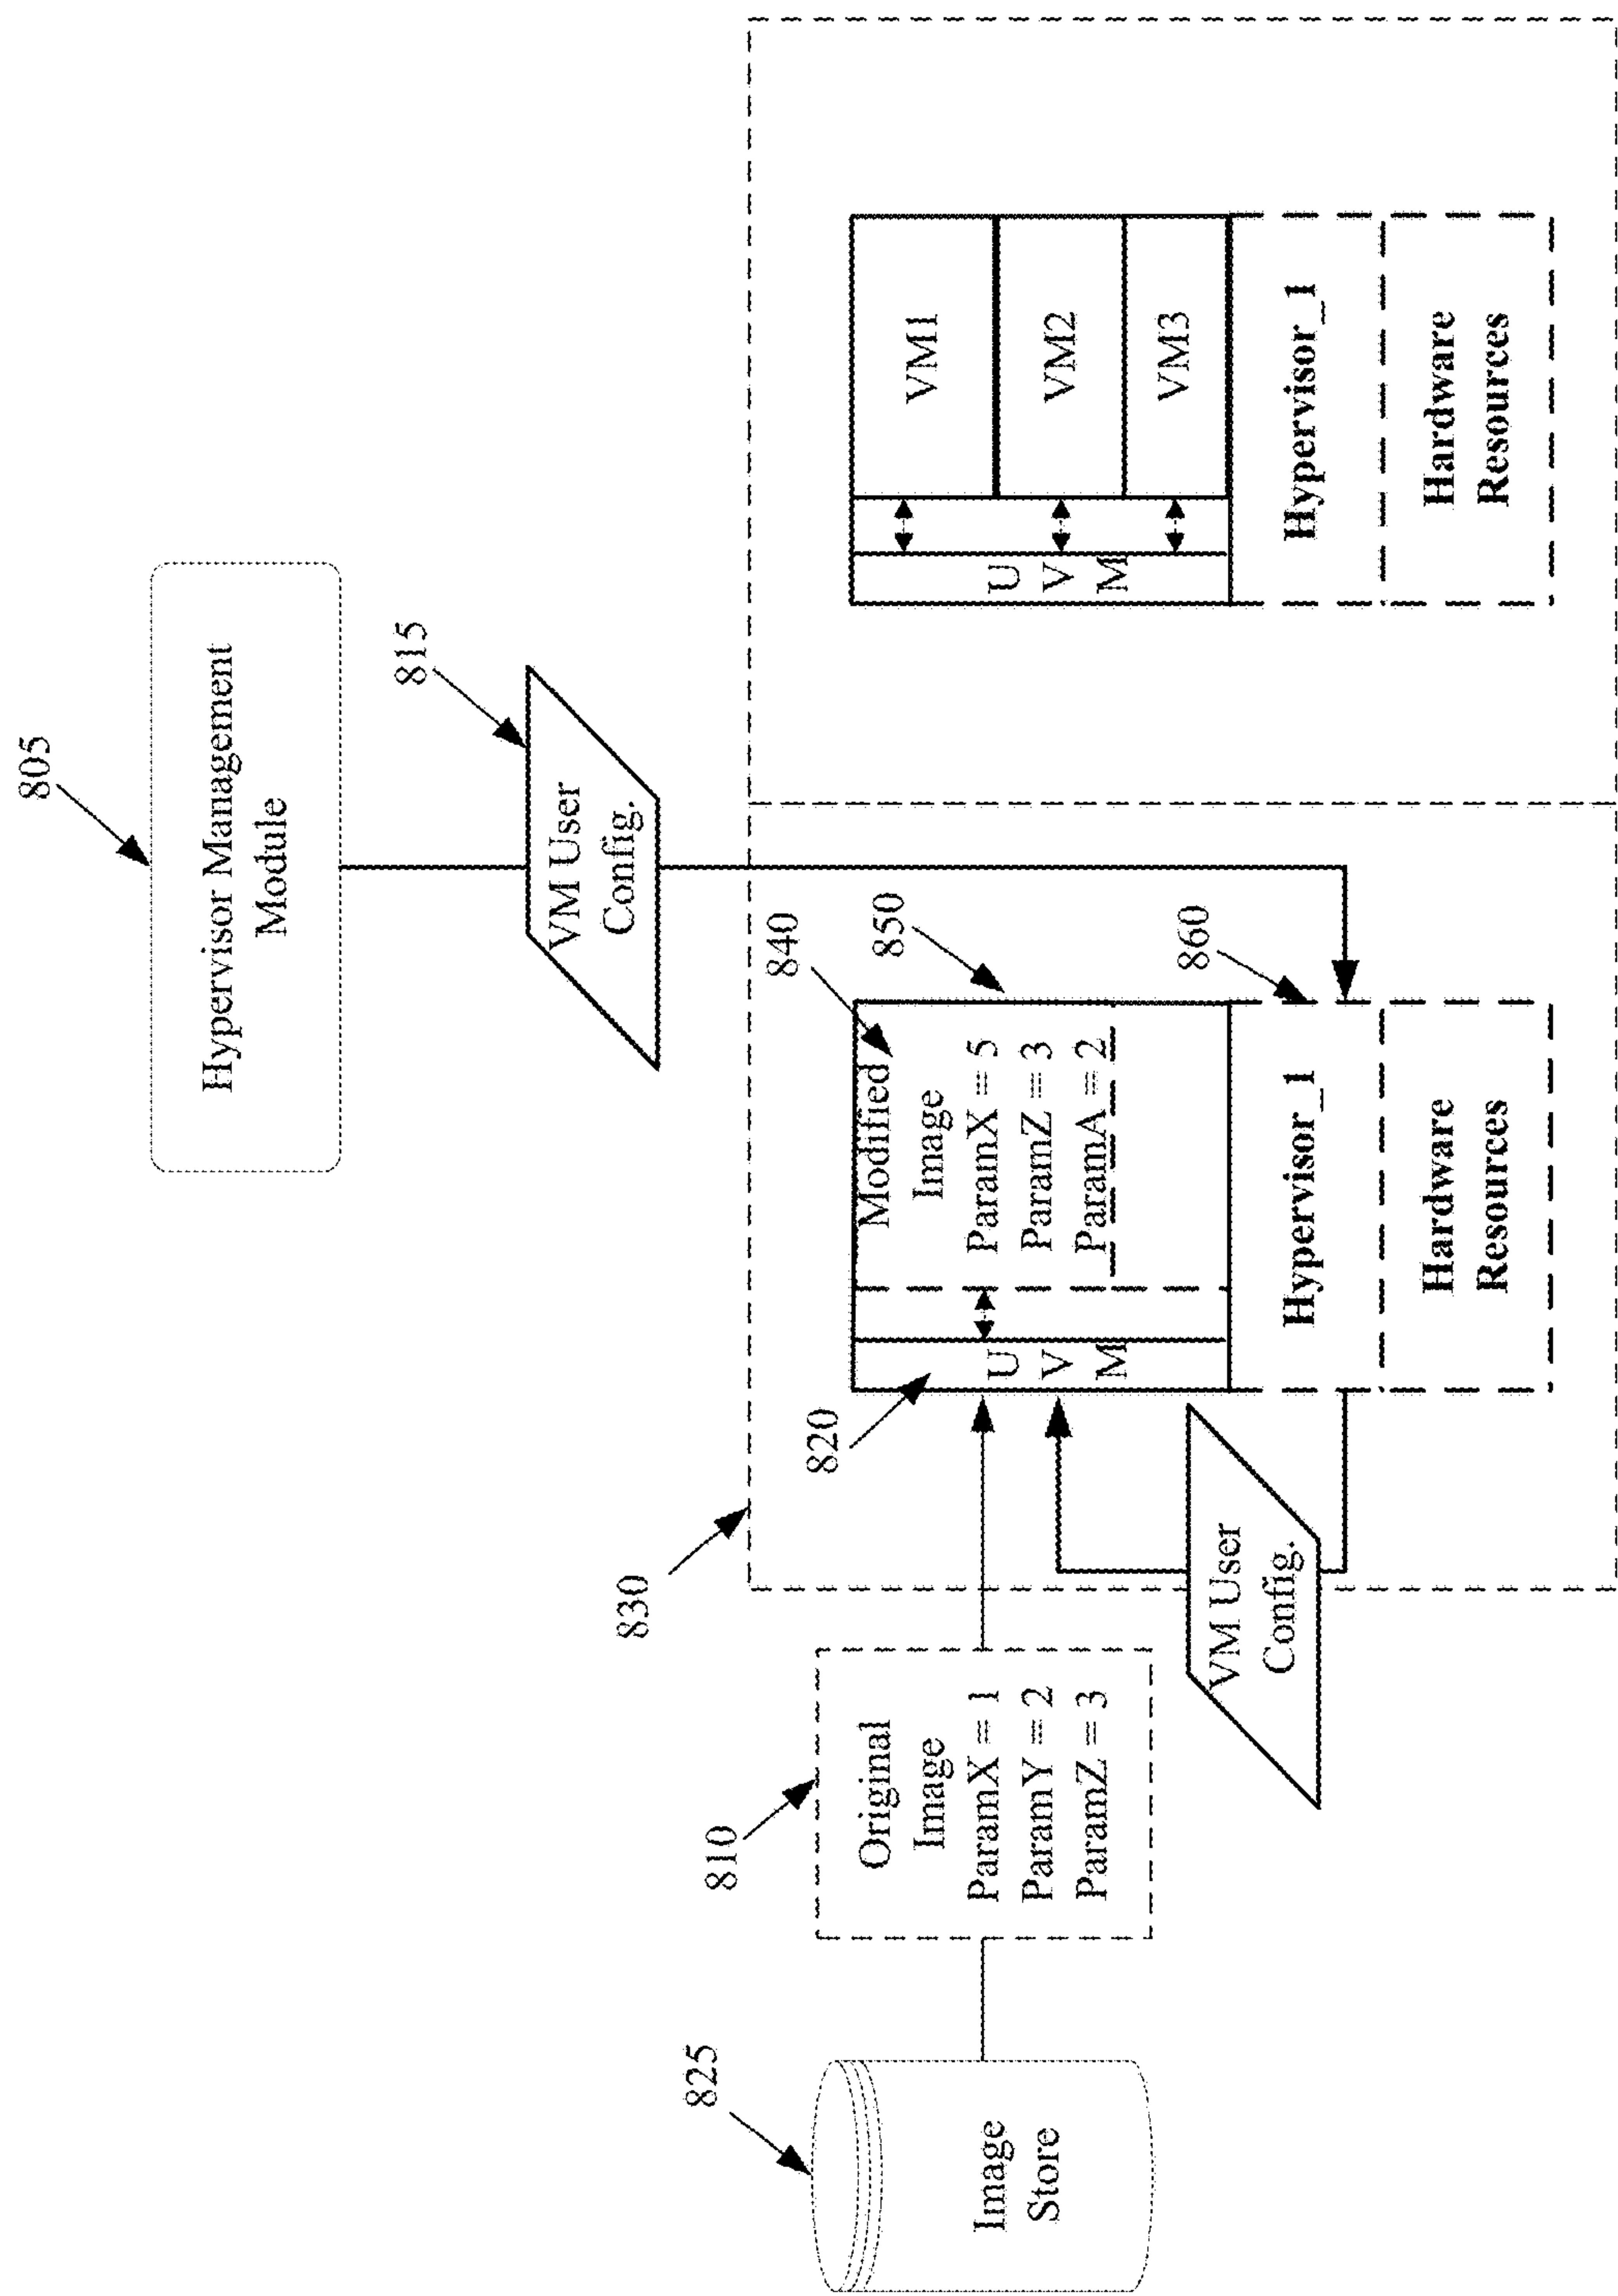 805
Hypervisor Management
Module
815
VM User
Config.
825
Image
Store
810
Original
Image
ParamX = 1
ParamY = 2
ParamZ = 3
830
820
U
V
M
840
Modified
Image
ParamX = 5
ParamZ = 3
ParamA = 2
850
860
Hypervisor_1
Hardware
Resources
VM User
Config.
U
V
M
VM1
VM2
VM3
Hypervisor_1
Hardware
Resources